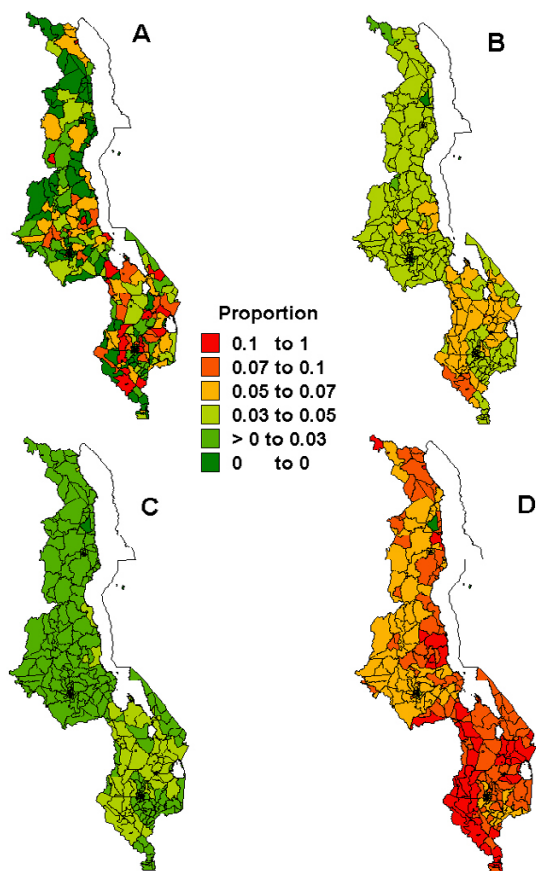 A
B
Proportion
0.1 to 1
0.07 to 0.1
0.05 to 0.07
0.03 to 0.05
> 0 to 0.03
0 to 0
C
D